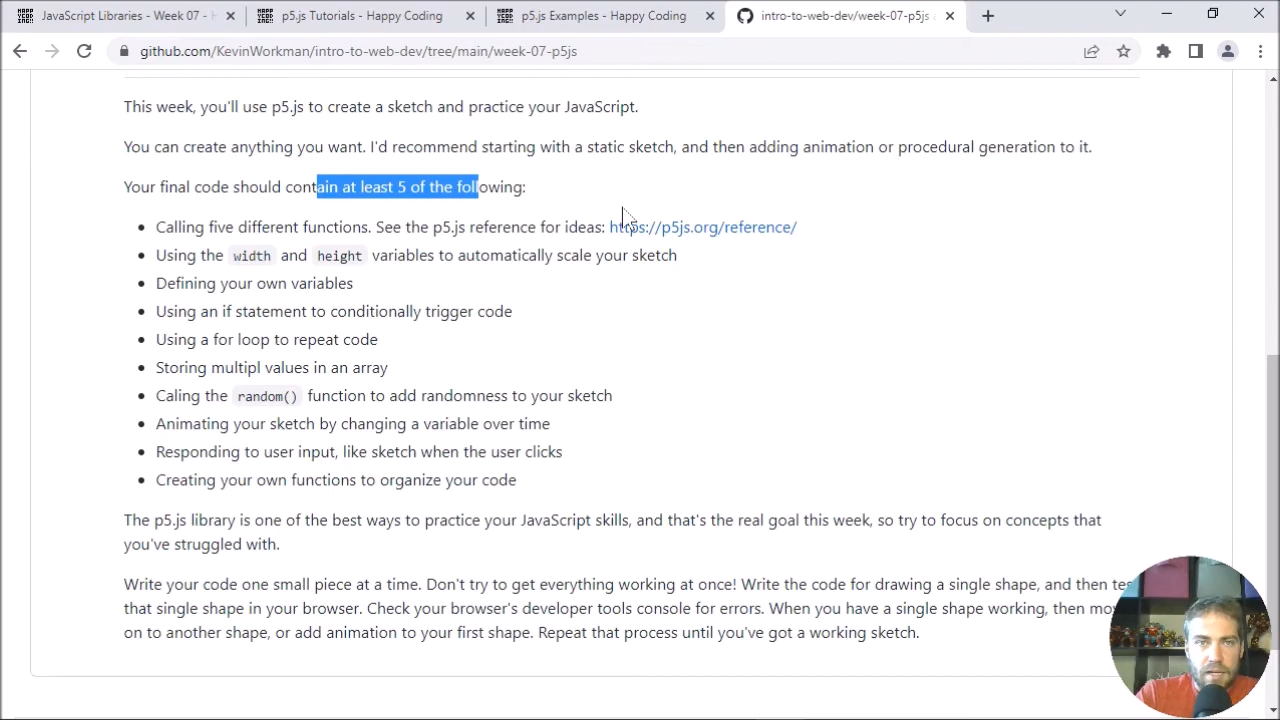 JavaScript Libraries - Week 07 - H
p5.js Tutorials - Happy Coding
p5.js Examples - Happy Coding
intro-to-web-dev/week-07-p5js
github.com/KevinWorkman/intro-to-web-dev/tree/main/week-07-p5js
This week, you'll use p5.js to create a sketch and practice your JavaScript.
You can create anything you want. I'd recommend starting with a static sketch, and then adding animation or procedural generation to it.
Your final code should contain at least 5 of the following:
Calling five different functions. See the p5.js reference for ideas: https://p5js.org/reference/
Using the width and height variables to automatically scale your sketch
Defining your own variables
Using an if statement to conditionally trigger code
Using a for loop to repeat code
Storing multipl values in an array
Caling the random() function to add randomness to your sketch
Animating your sketch by changing a variable over time
Responding to user input, like sketch when the user clicks
Creating your own functions to organize your code
The p5.js library is one of the best ways to practice your JavaScript skills, and that's the real goal this week, so try to focus on concepts that
you've struggled with.
Write your code one small piece at a time. Don't try to get everything working at once! Write the code for drawing a single shape, and then tes
that single shape in your browser. Check your browser's developer tools console for errors. When you have a single shape working, then mo
on to another shape, or add animation to your first shape. Repeat that process until you've got a working sketch.